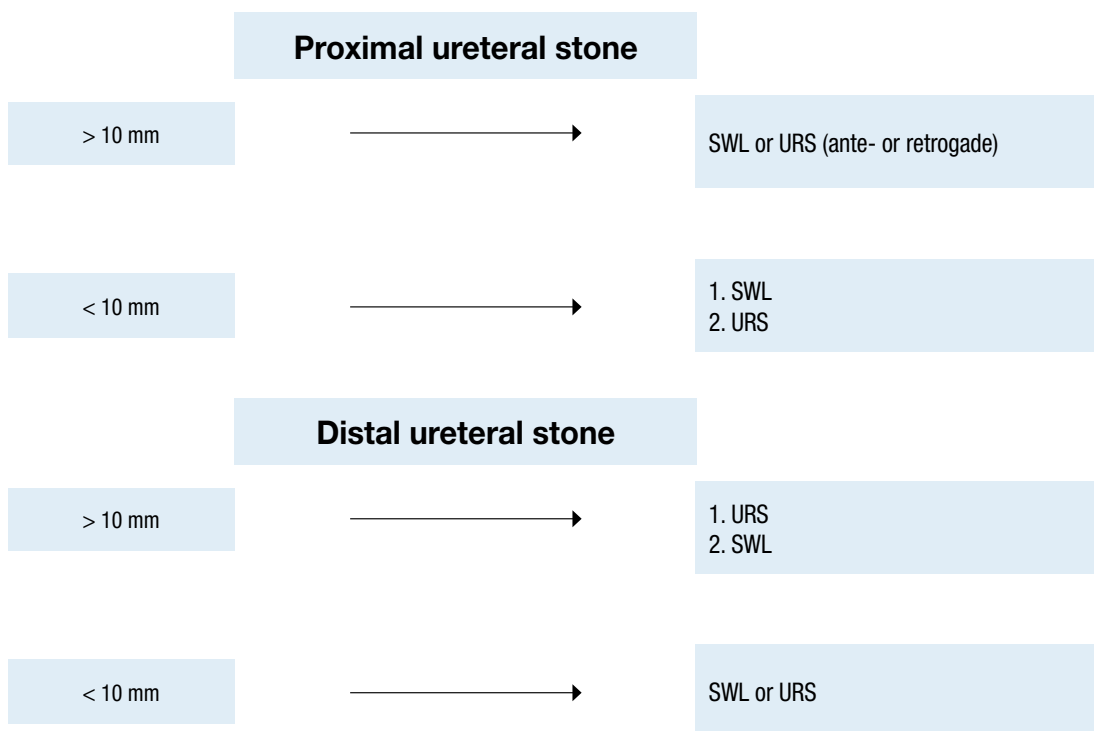 Proximal ureteral stone
> 10 mm
SWL or URS (ante- or retrogade)
< 10 mm
1. SWL
2. URS
Distal ureteral stone
> 10 mm
1. URS
2. SWL
< 10 mm
SWL or URS